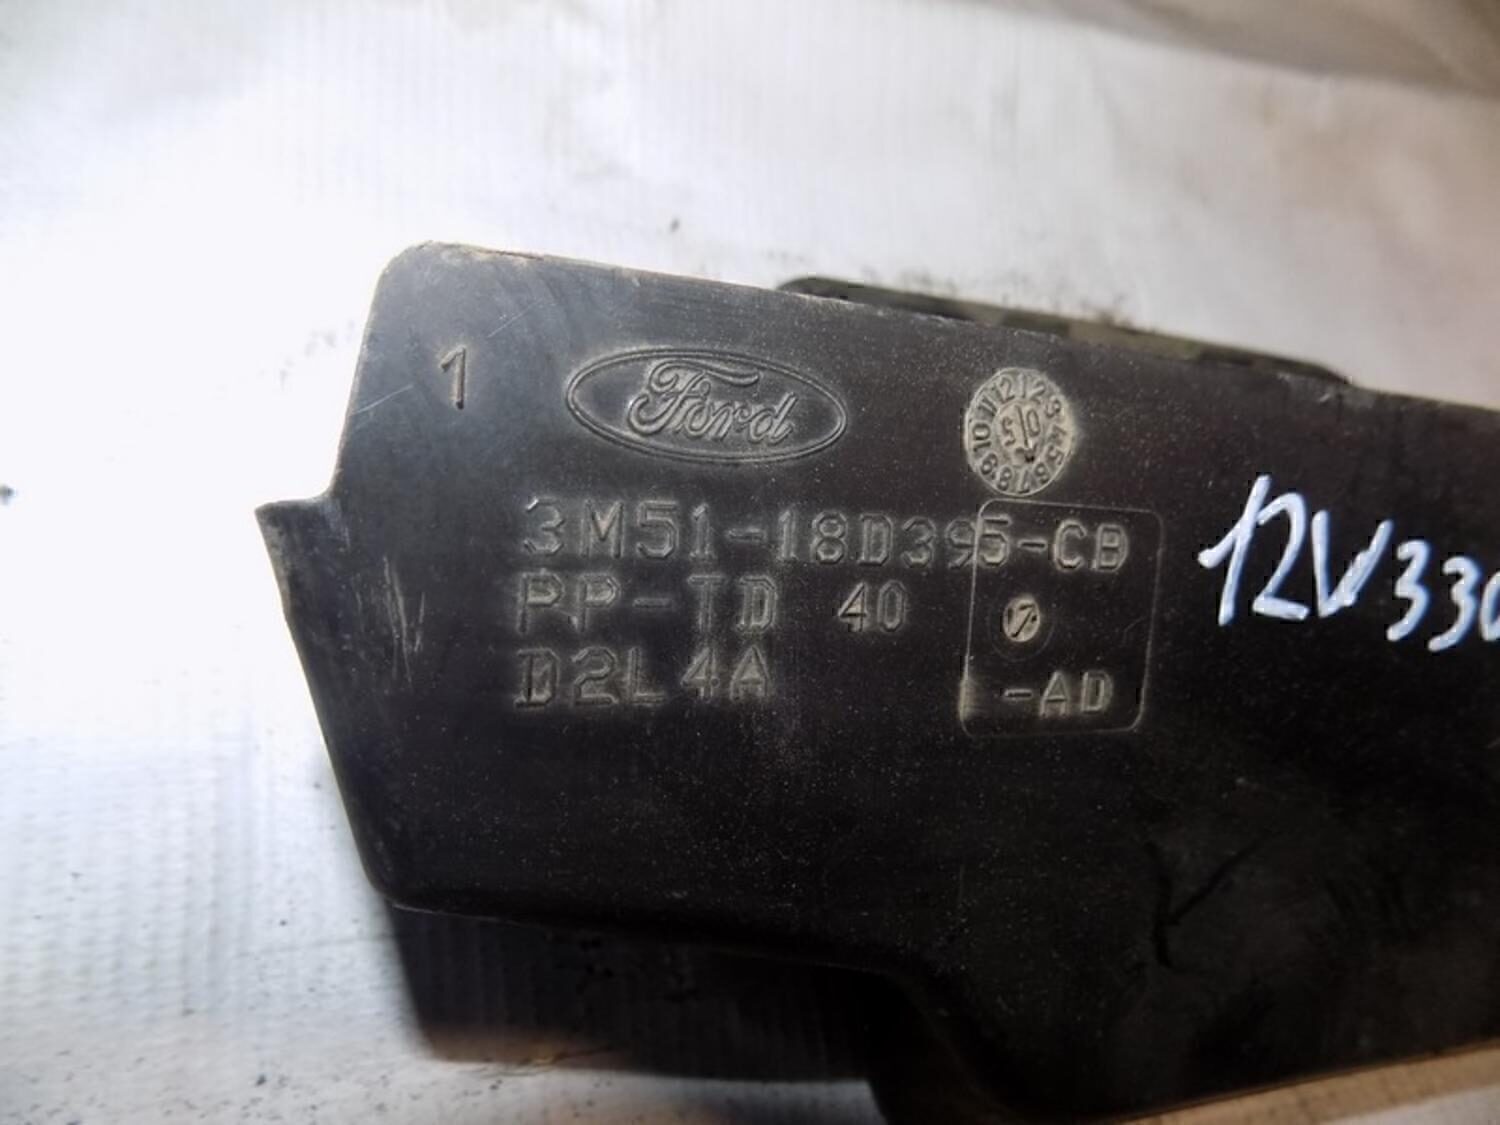 1
Ford
3M51-18D395-CB
PP-TD 40
D2L4A
-AD
12V330